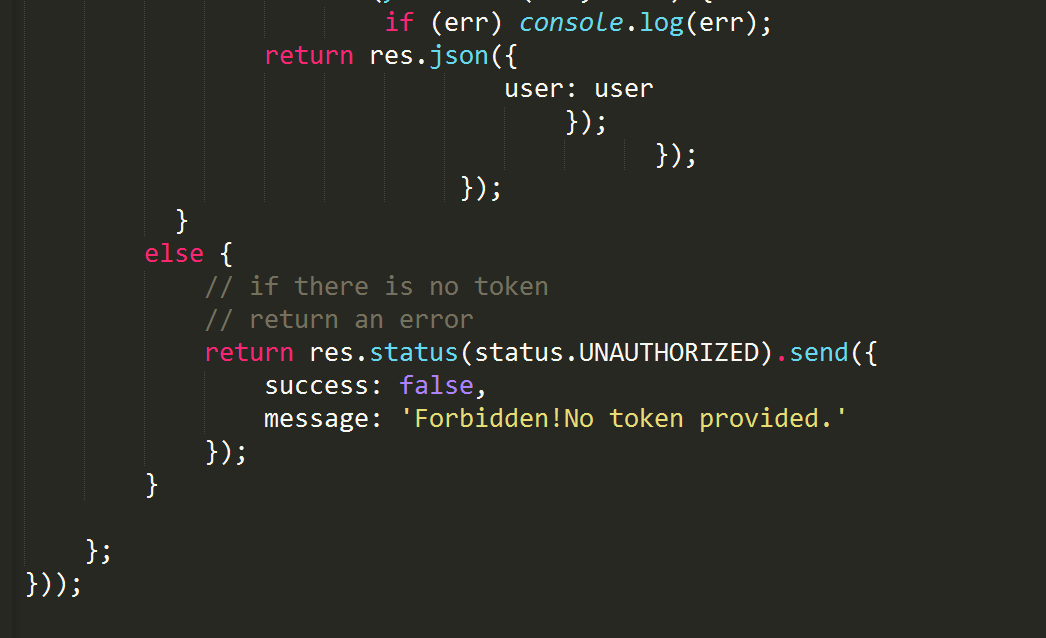 if (err) console.log(err);
return res.json({
user: user
});
});
});
}
else {
// if there is no token
// return an error
return res.status(status.UNAUTHORIZED).send({
success: false,
message: 'Forbidden!No token provided.'
});
}
};
}));